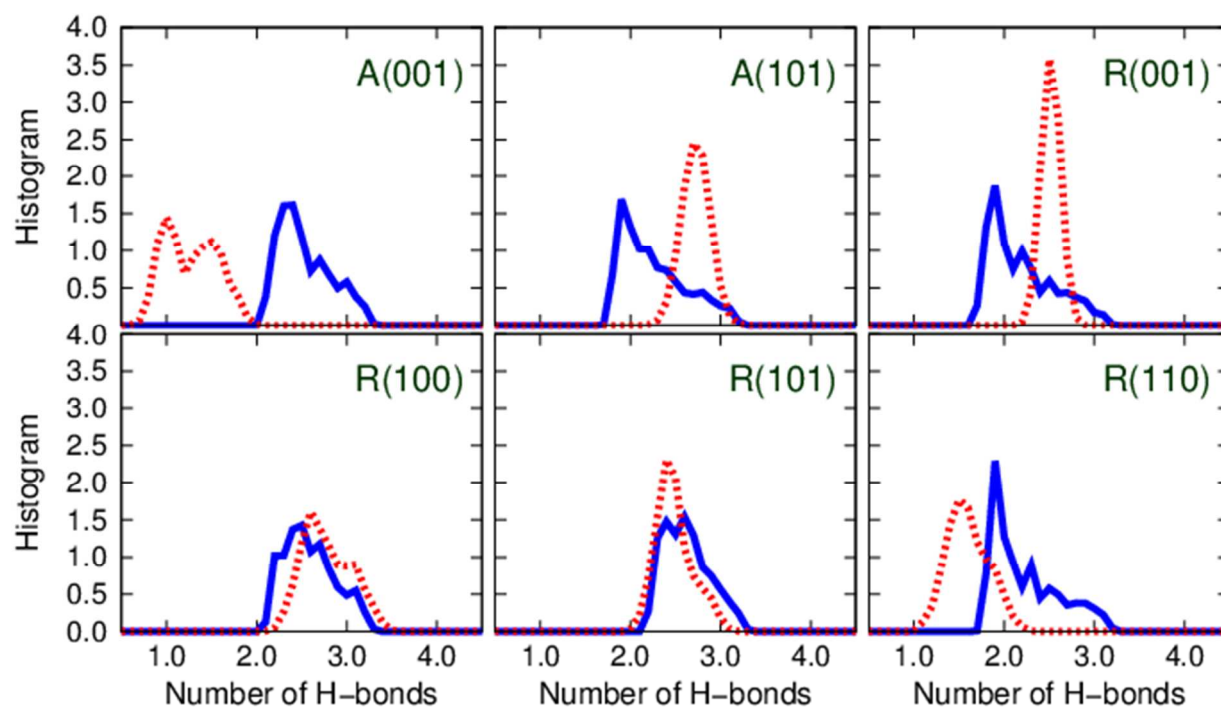 4.0
3.5
3.0
2.5
2.0
1.5
1.0
0.5
Histogram
A(001)
A(101)
R(001)
4.0
3.5
3.0
2.5
2.0
1.5
1.0
0.5
0.0
Histogram
R(100)
R(101)
R(110)
1.0 2.0 3.0 4.0
1.0 2.0 3.0 4.0
1.0 2.0 3.0 4.0
Number of H−bonds
Number of H−bonds
Number of H−bonds